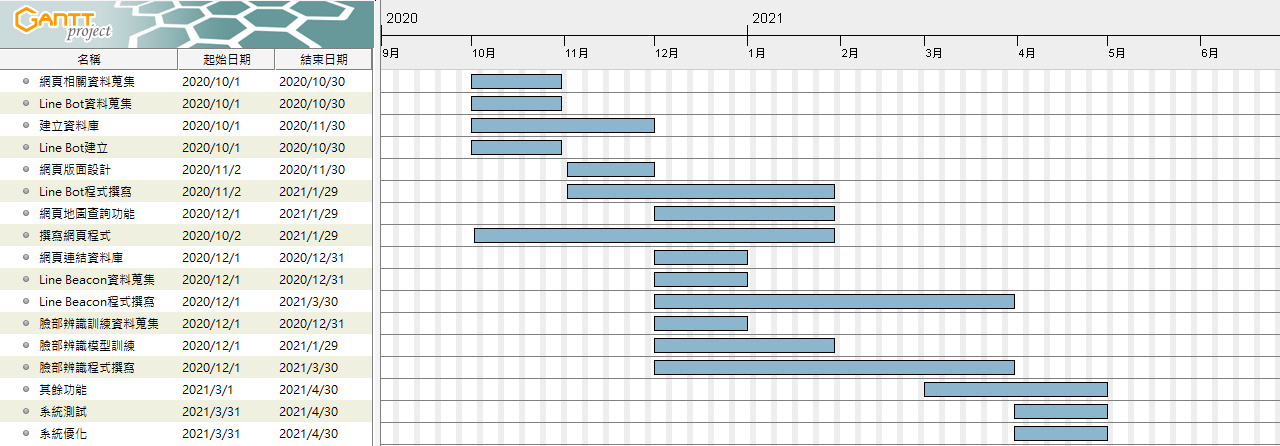 GANTT project
2020 2021
名稱 起始日期 結束日期 9月 10月 11月 12月 1月 2月 3月 4月 5月 6月
網頁相關資料蒐集 2020/10/1 2020/10/30
Line Bot資料蒐集 2020/10/1 2020/10/30
建立資料庫 2020/10/1 2020/11/30
Line Bot建立 2020/10/1 2020/10/30
網頁版面設計 2020/11/2 2020/11/30
Line Bot程式撰寫 2020/11/2 2021/1/29
網頁地圖查詢功能 2020/12/1 2021/1/29
撰寫網頁程式 2020/10/2 2021/1/29
網頁連結資料庫 2020/12/1 2020/12/31
Line Beacon資料蒐集 2020/12/1 2020/12/31
Line Beacon程式撰寫 2020/12/1 2021/3/30
臉部辨識訓練資料蒐集 2020/12/1 2020/12/31
臉部辨識模型訓練 2020/12/1 2021/1/29
臉部辨識程式撰寫 2020/12/1 2021/3/30
其餘功能 2021/3/1 2021/4/30
系統測試 2021/3/31 2021/4/30
系統優化 2021/3/31 2021/4/30